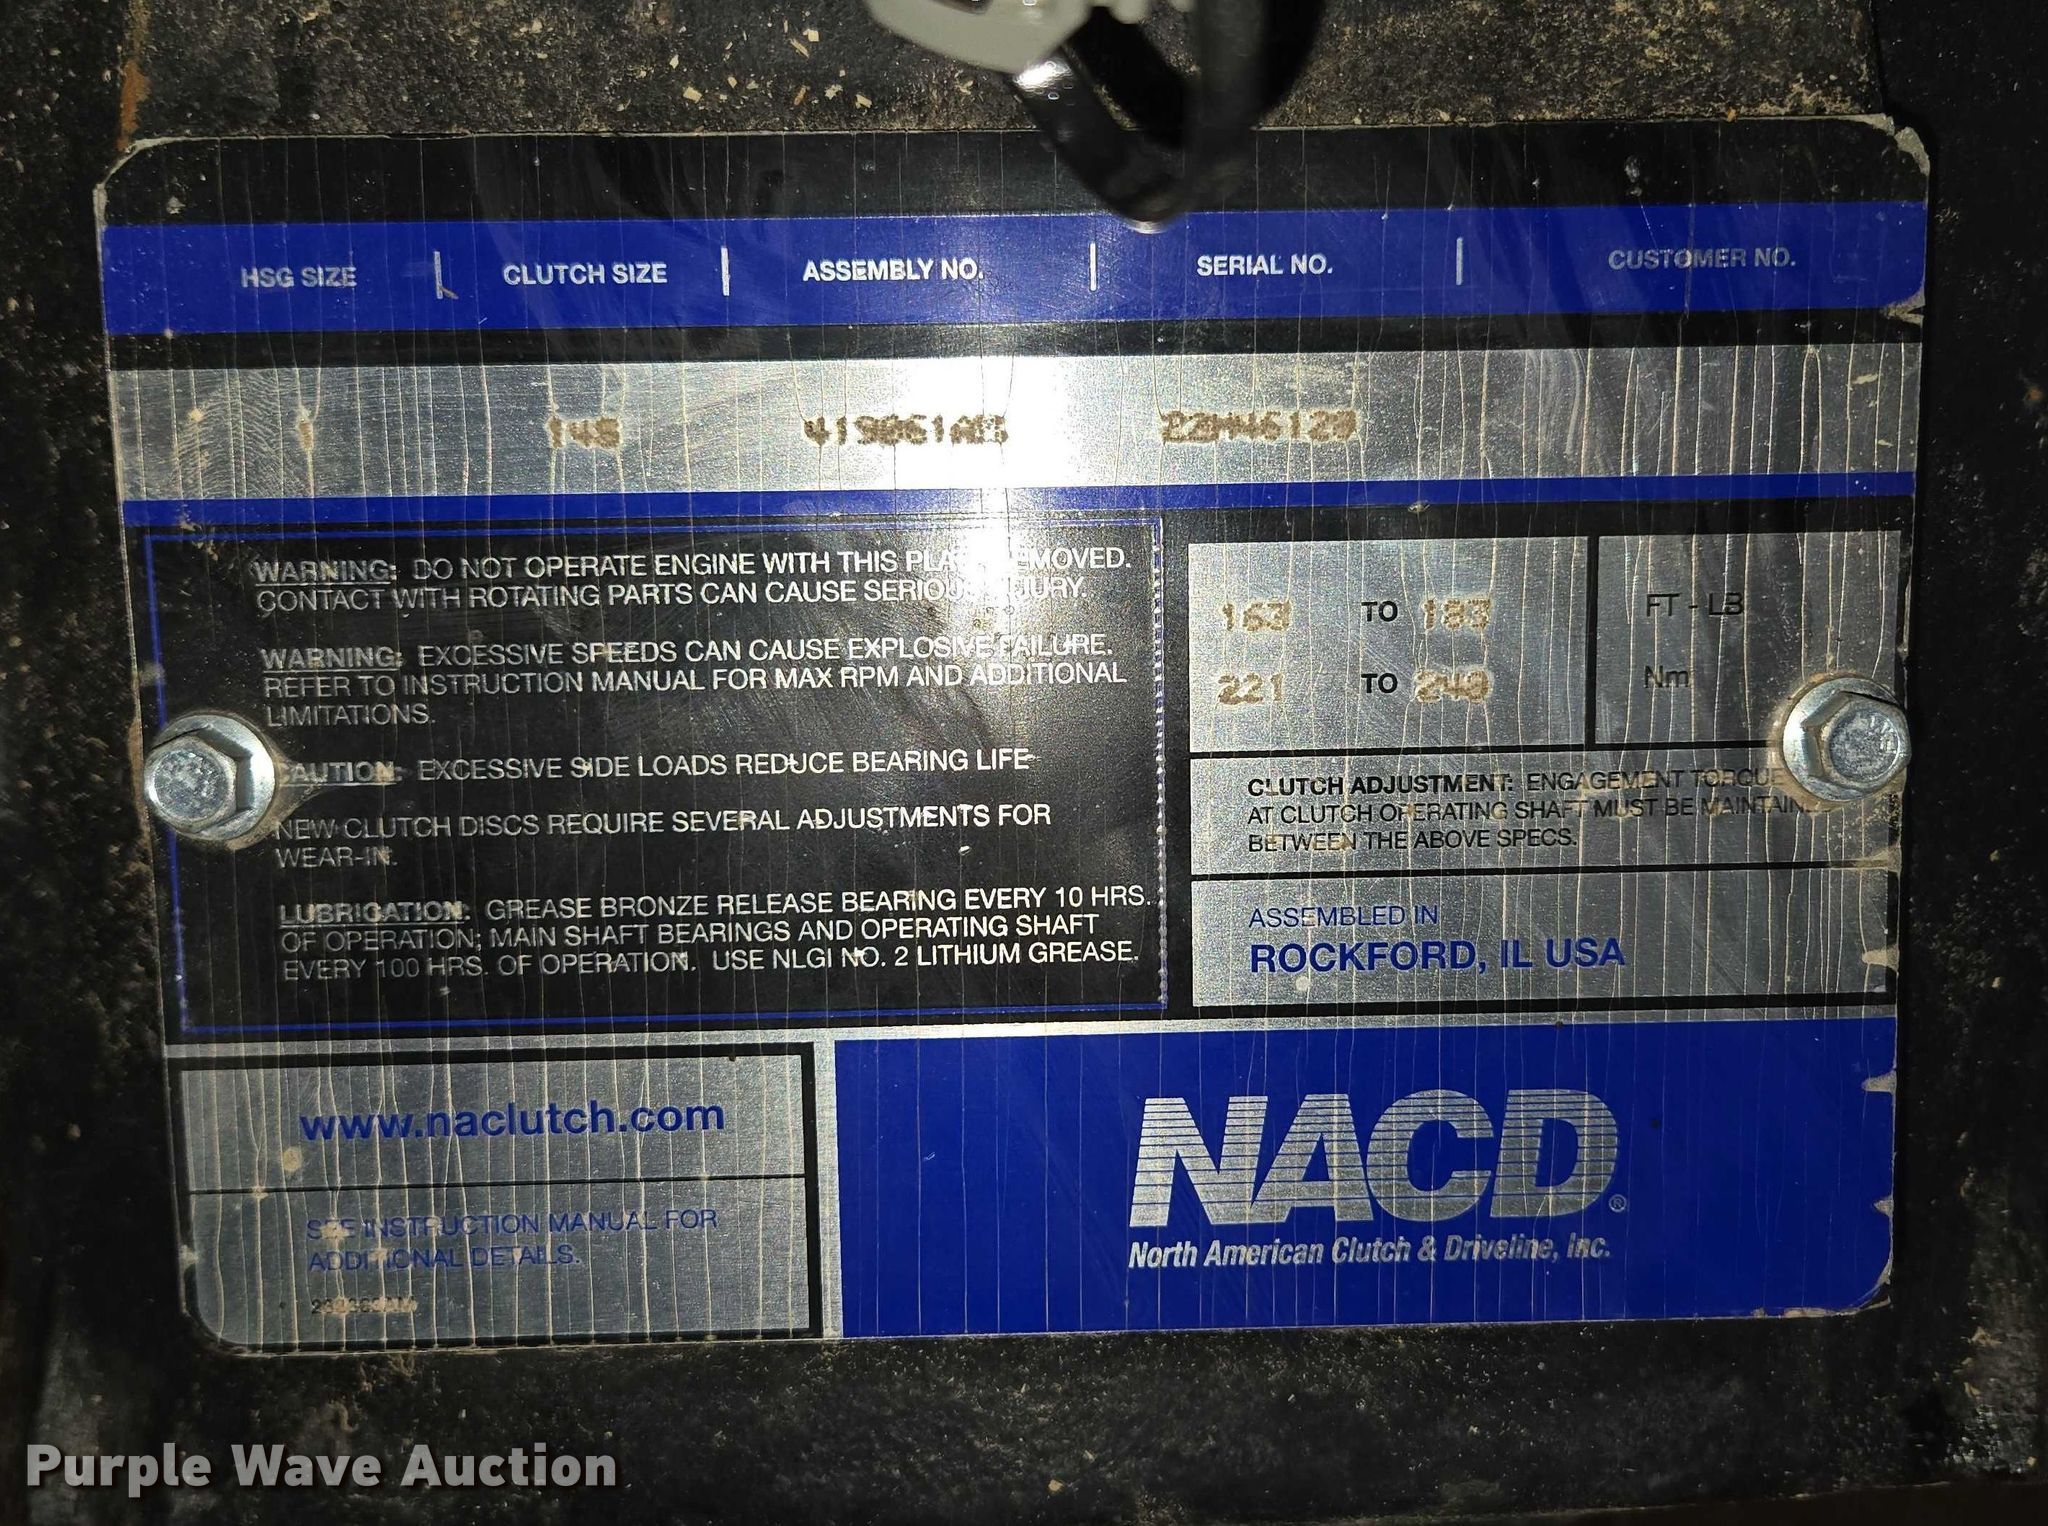 HSG SIZE | CLUTCH SIZE | ASSEMBLY NO. | SERIAL NO. | CUSTOMER NO.
1
WARNING: DO NOT OPERATE ENGINE WITH THIS
CONTACT WITH ROTATING PARTS CAN CAUSE
WARNING: EXCESSIVE SPEEDS CAN CAUSE EXPLOSIVE FAILURE.
REFER TO INSTRUCTION MANUAL FOR MAX RPM AND ADDITIONAL
LIMITATIONS.
CAUTION: EXCESSIVE SIDE LOADS REDUCE BEARING LIFE
NEW CLUTCH DISCS REQUIRE SEVERAL ADJUSTMENTS FOR
WEAR-IN.
LUBRICATION: GREASE BRONZE RELEASE BEARING EVERY 10 HRS.
OF OPERATION; MAIN SHAFT BEARINGS AND OPERATING SHAFT
EVERY 100 HRS. OF OPERATION. USE NLGI NO. 2 LITHIUM GREASE.
163 TO 183 FT - LB
221 TO 248 Nm
CLUTCH ADJUSTMENT: ENGAGEMENT TORQUE
AT CLUTCH OPERATING SHAFT MUST BE
BETWEEN THE ABOVE SPECS.
ASSEMBLED IN
ROCKFORD, IL USA
www.naclutch.com
SEE INSTRUCTION MANUAL FOR
ADDITIONAL DETAILS.
NACD®
North American Clutch & Driveline, Inc.
Purple Wave Auction